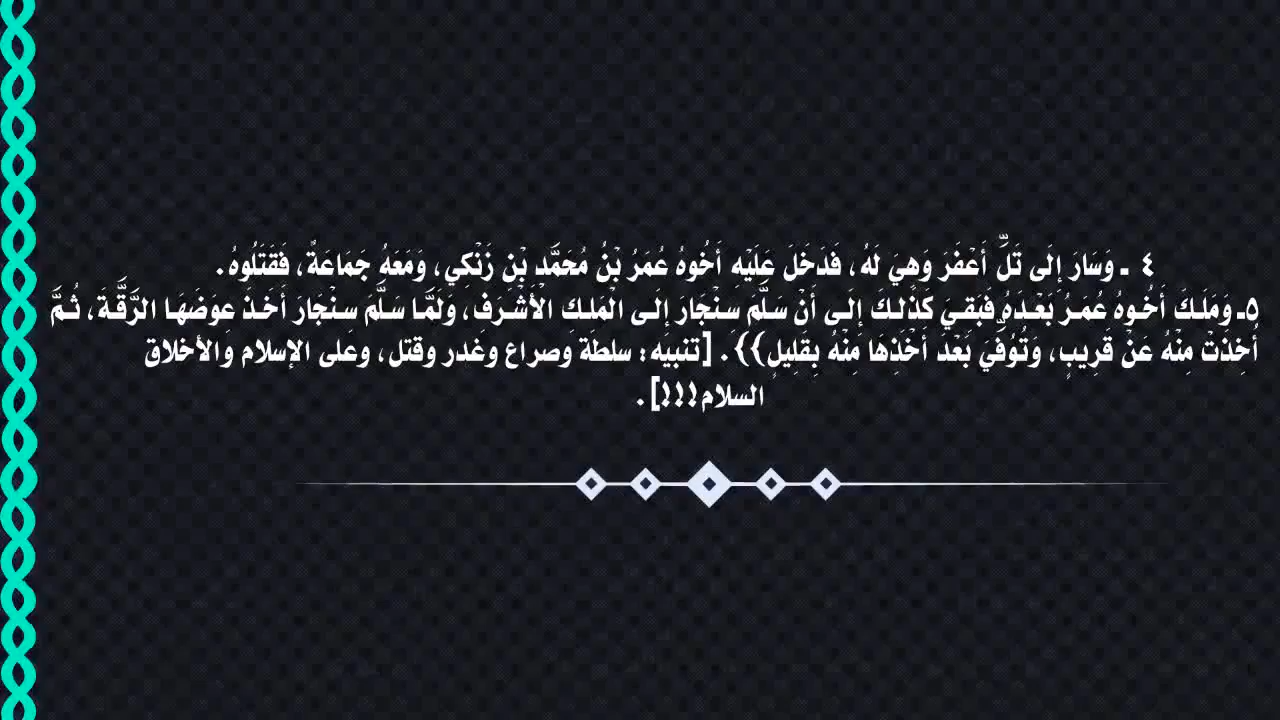 ٤ ـ وَسَارَ إِلَى تَلِّ أَعْفَرَ وَهِيَ لَهُ، فَدَخَلَ عَلَيْهِ أَخُوهُ عُمَرُ بْنُ مُحَمَّدِ بْنِ زَنْكِي، وَمَعَهُ جَمَاعَةٌ، فَقَتَلُوهُ.
٥ـ وَمَلَكَ أَخُوهُ عُمَرُ بَعْدَهُ فَبَقِيَ كَذَلِكَ إِلَى أَنْ سَلَّمَ سِنْجَارَ إِلَى الْمَلِكِ الْأَشْرَفِ، وَلَمَّا سَلَّمَ سِنْجَارَ أَخَذَ عِوَضَهَا الرَّقَّةَ، ثُمَّ
أُخِذَتْ مِنْهُ عَنْ قَرِيبٍ، وَتُوُفِّيَ بَعْدَ أَخْذِهَا مِنْهُ بِقَلِيلٍ}}. [تنبيه: سلطة وصراع وغدر وقتل، وعلى الإسلام والأخلاق
السلام!!!].